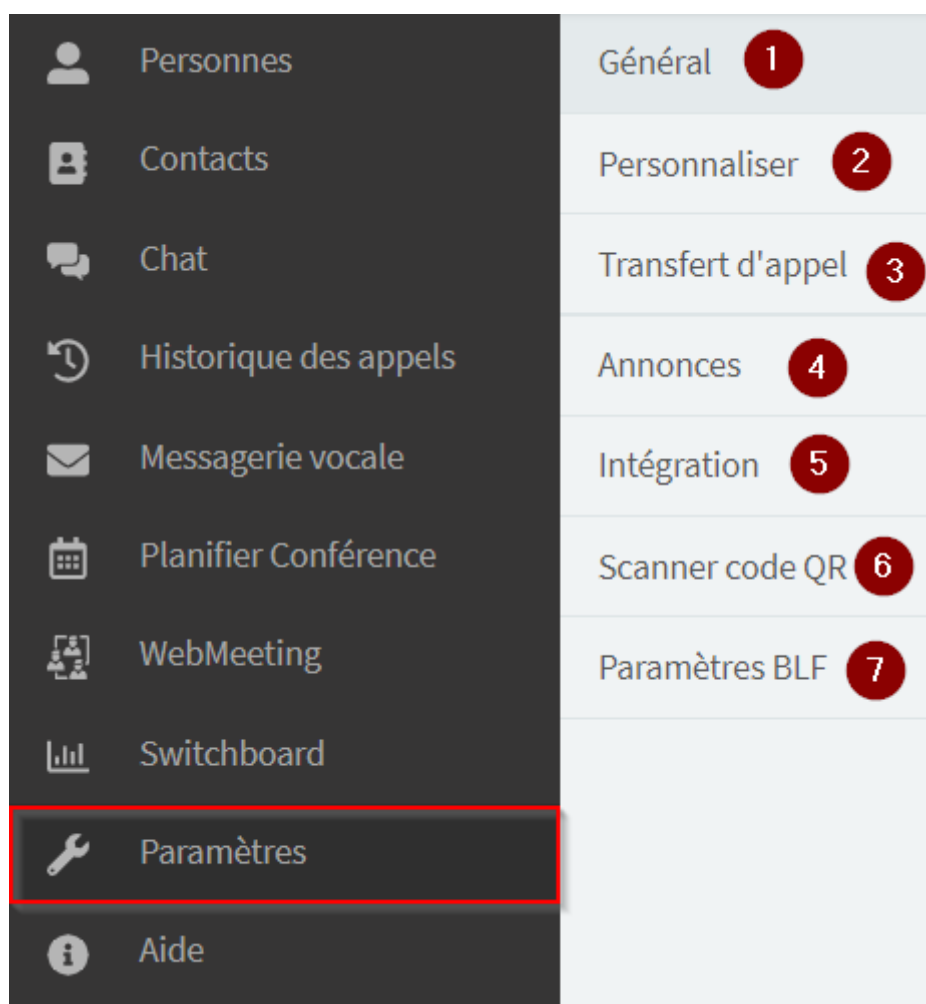 Personnes
Contacts
Chat
Historique des appels
Messagerie vocale
Planifier Conférence
WebMeeting
Switchboard
Paramètres
Aide
Général 1
Personnaliser 2
Transfert d'appel 3
Annonces 4
Intégration 5
Scanner code QR 6
Paramètres BLF 7